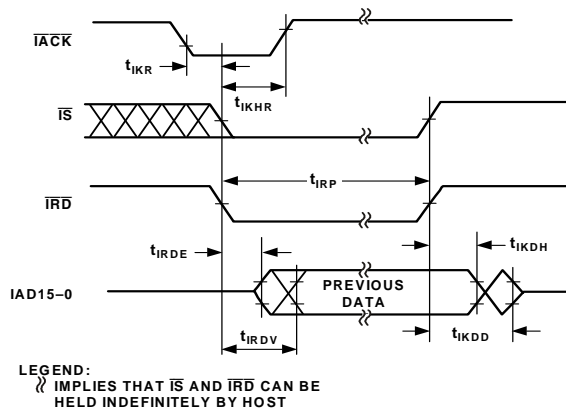 IACK
tIKR
tIKHR
IS
tIRP
IRD
tIRDE
tIKDH
IAD15–0
PREVIOUS
DATA
tIRDV
tIKDD
LEGEND:
IMPLIES THAT IS AND IRD CAN BE
HELD INDEFINITELY BY HOST